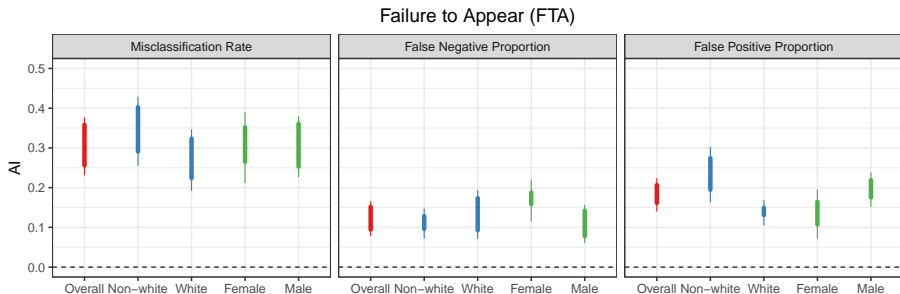 Failure to Appear (FTA)
Misclassification Rate
False Negative Proportion
False Positive Proportion
AI
0.5
0.4
0.3
0.2
0.1
0.0
Overall Non−white White Female Male
Overall Non−white White Female Male
Overall Non−white White Female Male